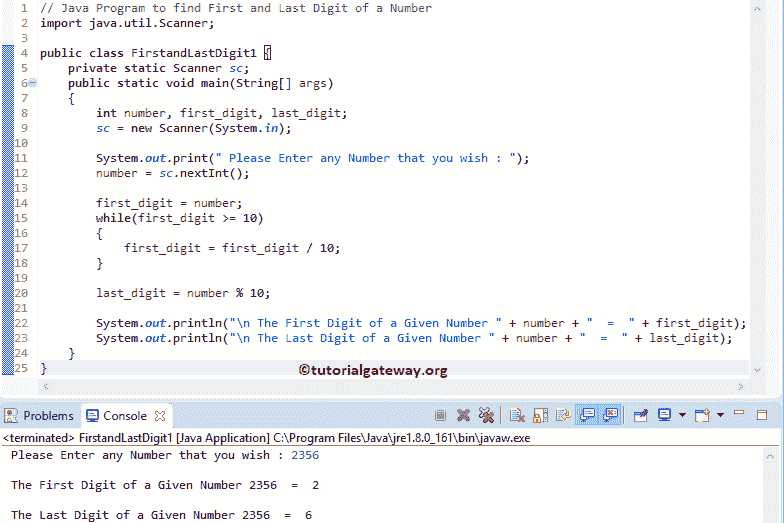 1 // Java Program to find First and Last Digit of a Number
2 import java.util.Scanner;
3
4 public class FirstandLastDigit1 {
5     private static Scanner sc;
6     public static void main(String[] args)
7     {
8         int number, first_digit, last_digit;
9         sc = new Scanner(System.in);
10
11         System.out.print(" Please Enter any Number that you wish : ");
12         number = sc.nextInt();
13
14         first_digit = number;
15         while(first_digit >= 10)
16         {
17             first_digit = first_digit / 10;
18         }
19
20         last_digit = number % 10;
21
22         System.out.println("\n The First Digit of a Given Number " + number + "  =  " + first_digit);
23         System.out.println("\n The Last Digit of a Given Number " + number + "  =  " + last_digit);
24     }
25 }
©tutorialgateway.org
Problems Console
<terminated> FirstandLastDigit1 [Java Application] C:\Program Files\Java\jre1.8.0_161\bin\javaw.exe
Please Enter any Number that you wish : 2356
The First Digit of a Given Number 2356  =  2
The Last Digit of a Given Number 2356  =  6